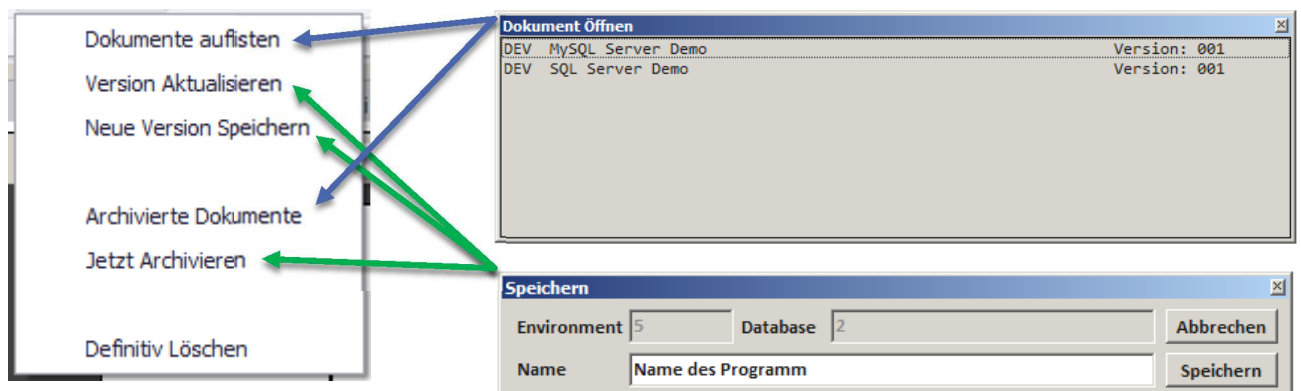 Dokumente auflisten
Version Aktualisieren
Neue Version Speichern
Archivierte Dokumente
Jetzt Archivieren
Definitiv Löschen
Dokument Öffnen
DEV MySQL Server Demo Version: 001
DEV SQL Server Demo Version: 001
Speichern
Environment 5 Database 2 Abbrechen
Name Name des Programm Speichern